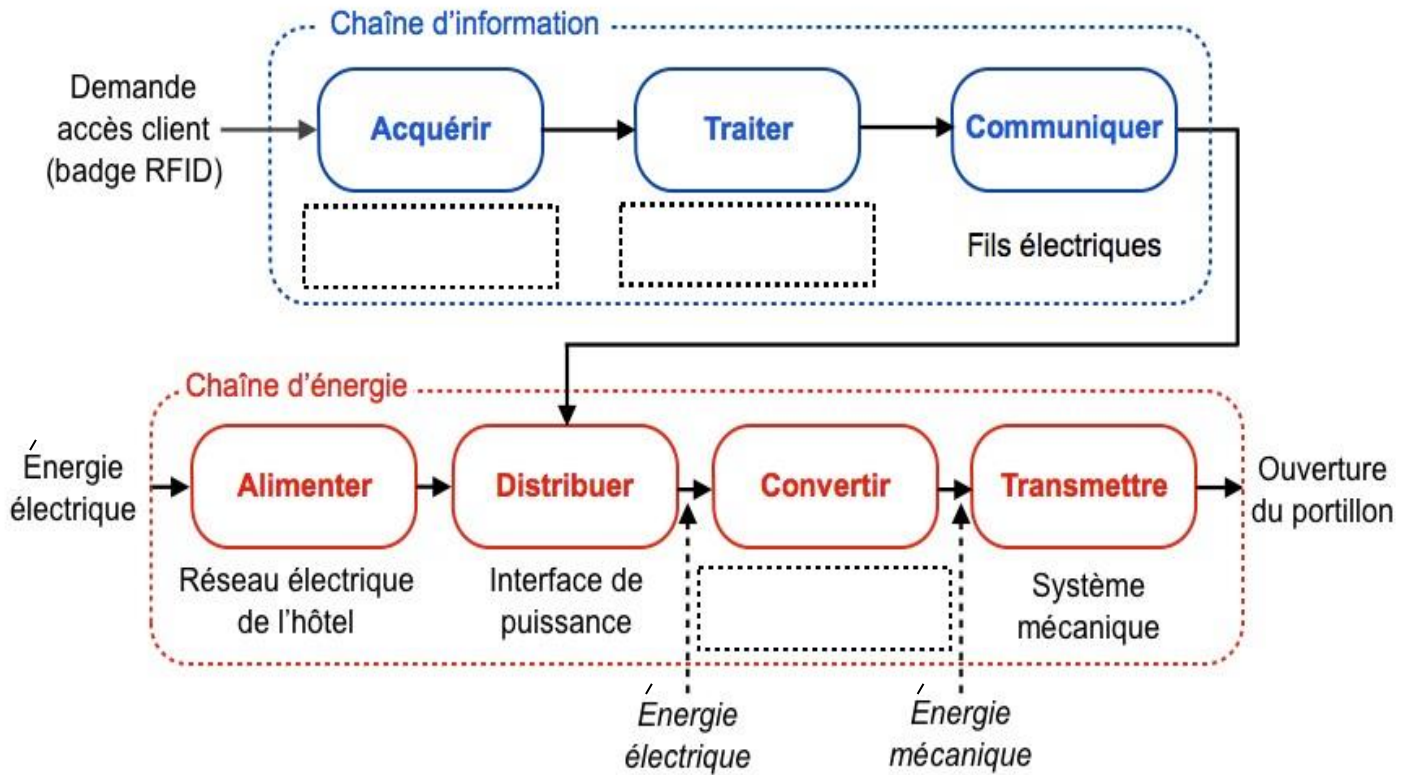 Chaîne d'information
Demande
accès client
(badge RFID)
Acquérir
Traiter
Communiquer
Fils électriques
Chaîne d'énergie
Énergie
électrique
Alimenter
Distribuer
Convertir
Transmettre
Ouverture
du portillon
Réseau électrique
de l'hôtel
Interface de
puissance
Système
mécanique
Énergie
électrique
Énergie
mécanique